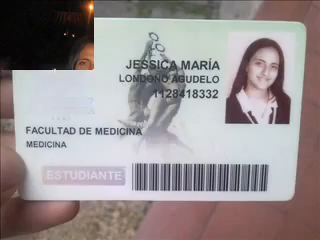 JESSICA MARÍA
LONDOÑO AGUDELO
1128418332
FACULTAD DE MEDICINA
MEDICINA
ESTUDIANTE